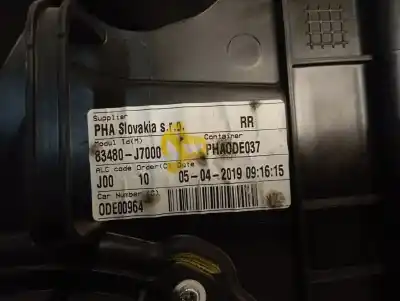 Supplier
PHA Slovakia s.r.o. RR
Modul Id(M) Container
83480-J7000 PHAODE037
ALC code Order(C) Date
J00 10 05-04-2019 09:16:15
Car Number (C)
ODE00964